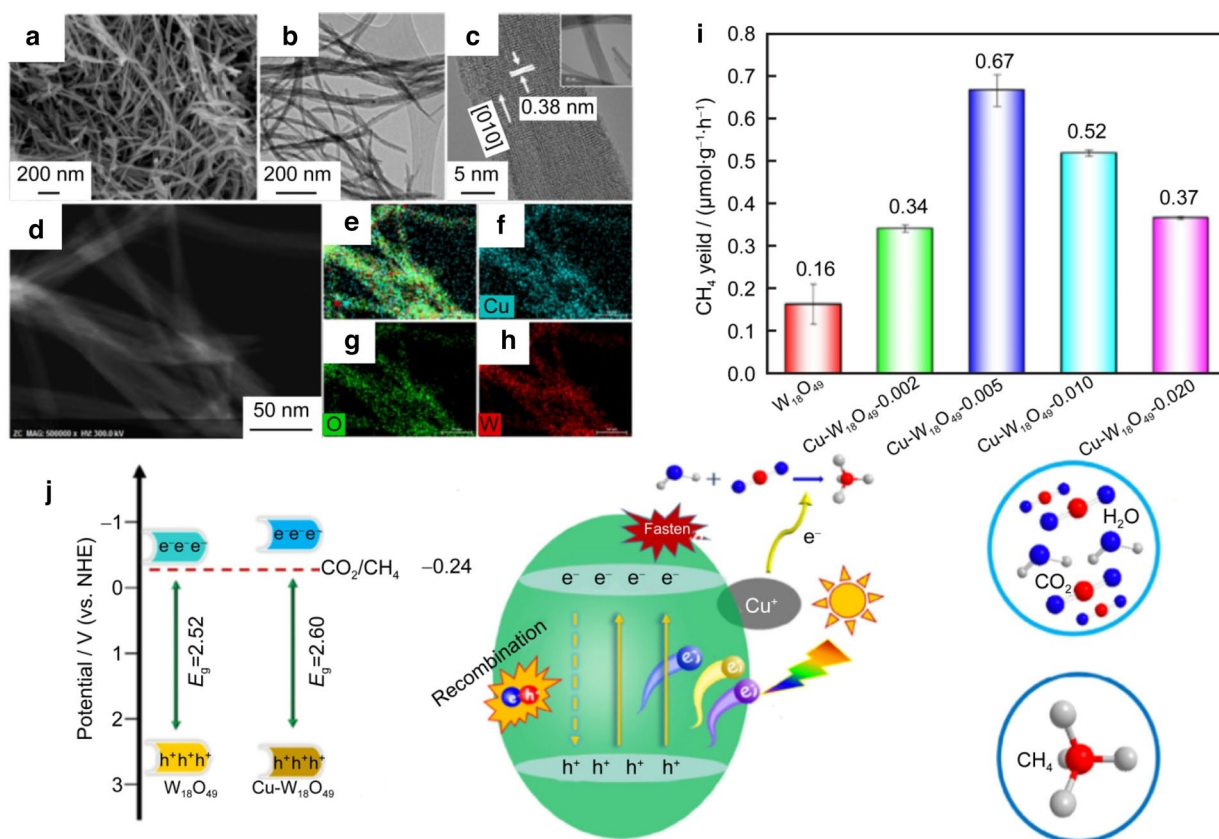 a
200 nm
b
200 nm
c
0.38 nm
[010]
5 nm
d
50 nm
e
f
Cu
g
O
h
W
i
CH₄ yeild / (μmol·g⁻¹·h⁻¹)
0.8
0.7
0.6
0.5
0.4
0.3
0.2
0.1
0.0
0.16
0.34
0.67
0.52
0.37
W₁₈O₄₉
Cu-W₁₈O₄₉-0.002
Cu-W₁₈O₄₉-0.005
Cu-W₁₈O₄₉-0.010
Cu-W₁₈O₄₉-0.020
j
Potential / V (vs. NHE)
−1
0
1
2
3
e⁻e⁻e⁻
e⁻e⁻e⁻
CO₂/CH₄ −0.24
E_g=2.52
E_g=2.60
h⁺h⁺h⁺
h⁺h⁺h⁺
W₁₈O₄₉
Cu-W₁₈O₄₉
+
Fasten
e⁻
e⁻ e⁻ e⁻ e⁻
Cu⁺
Recombination
e h
h⁺ h⁺ h⁺ h⁺
H₂O
CO₂
CH₄